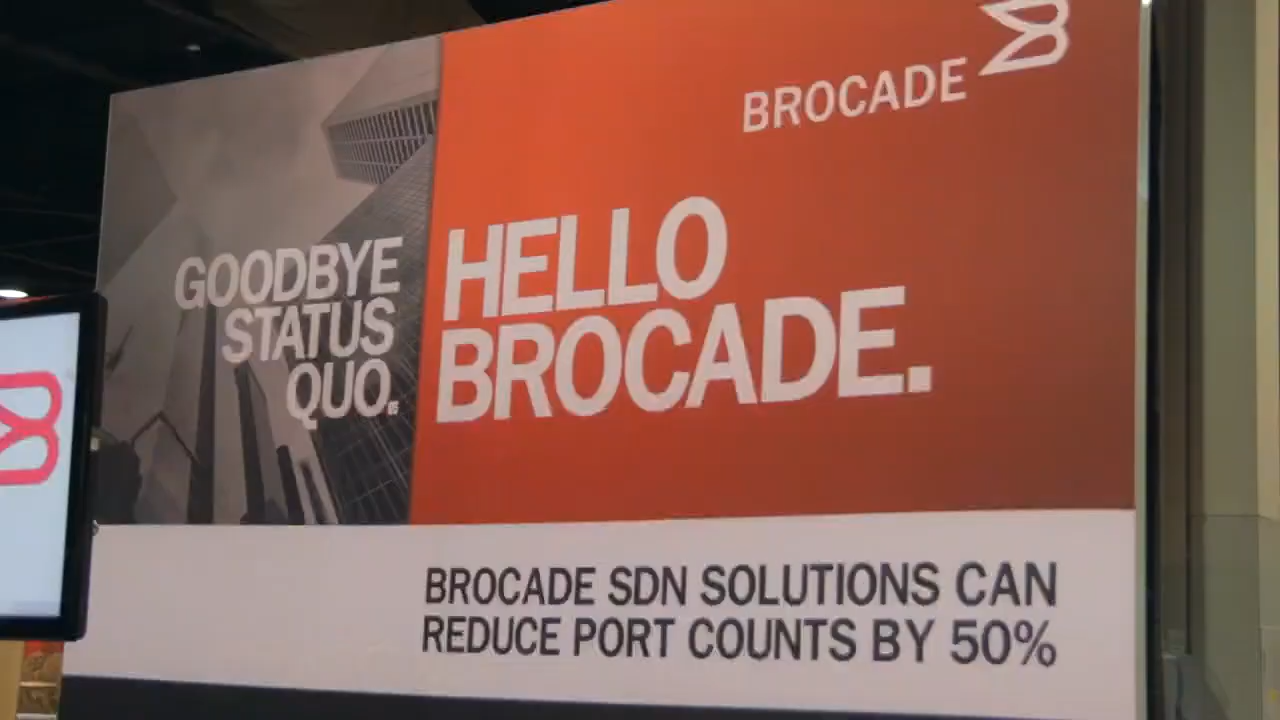 BROCADE
GOODBYE
STATUS
QUO.
HELLO
BROCADE.
BROCADE SDN SOLUTIONS CAN
REDUCE PORT COUNTS BY 50%